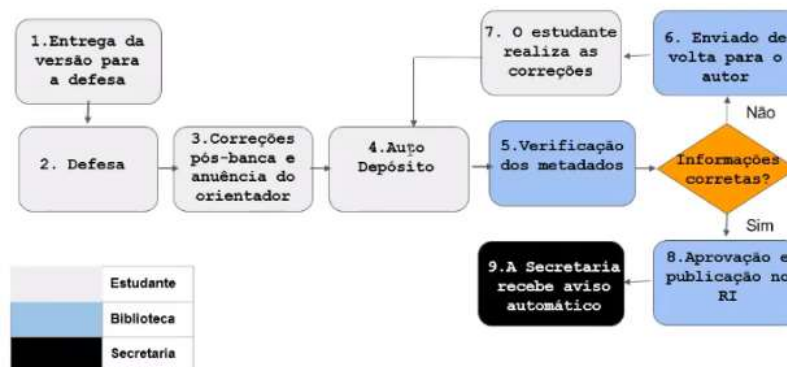 1.Entrega da
versão para
a defesa
2. Defesa
3.Correções
pós-banca e
anuência do
orientador
4.Auto
Depósito
5.Verificação
dos metadados
Informações
corretas?
Não
6. Enviado de
volta para o
autor
7. O estudante
realiza as
correções
Sim
8.Aprovação e
publicação no
RI
9.A Secretaria
recebe aviso
automático
Estudante
Biblioteca
Secretaria